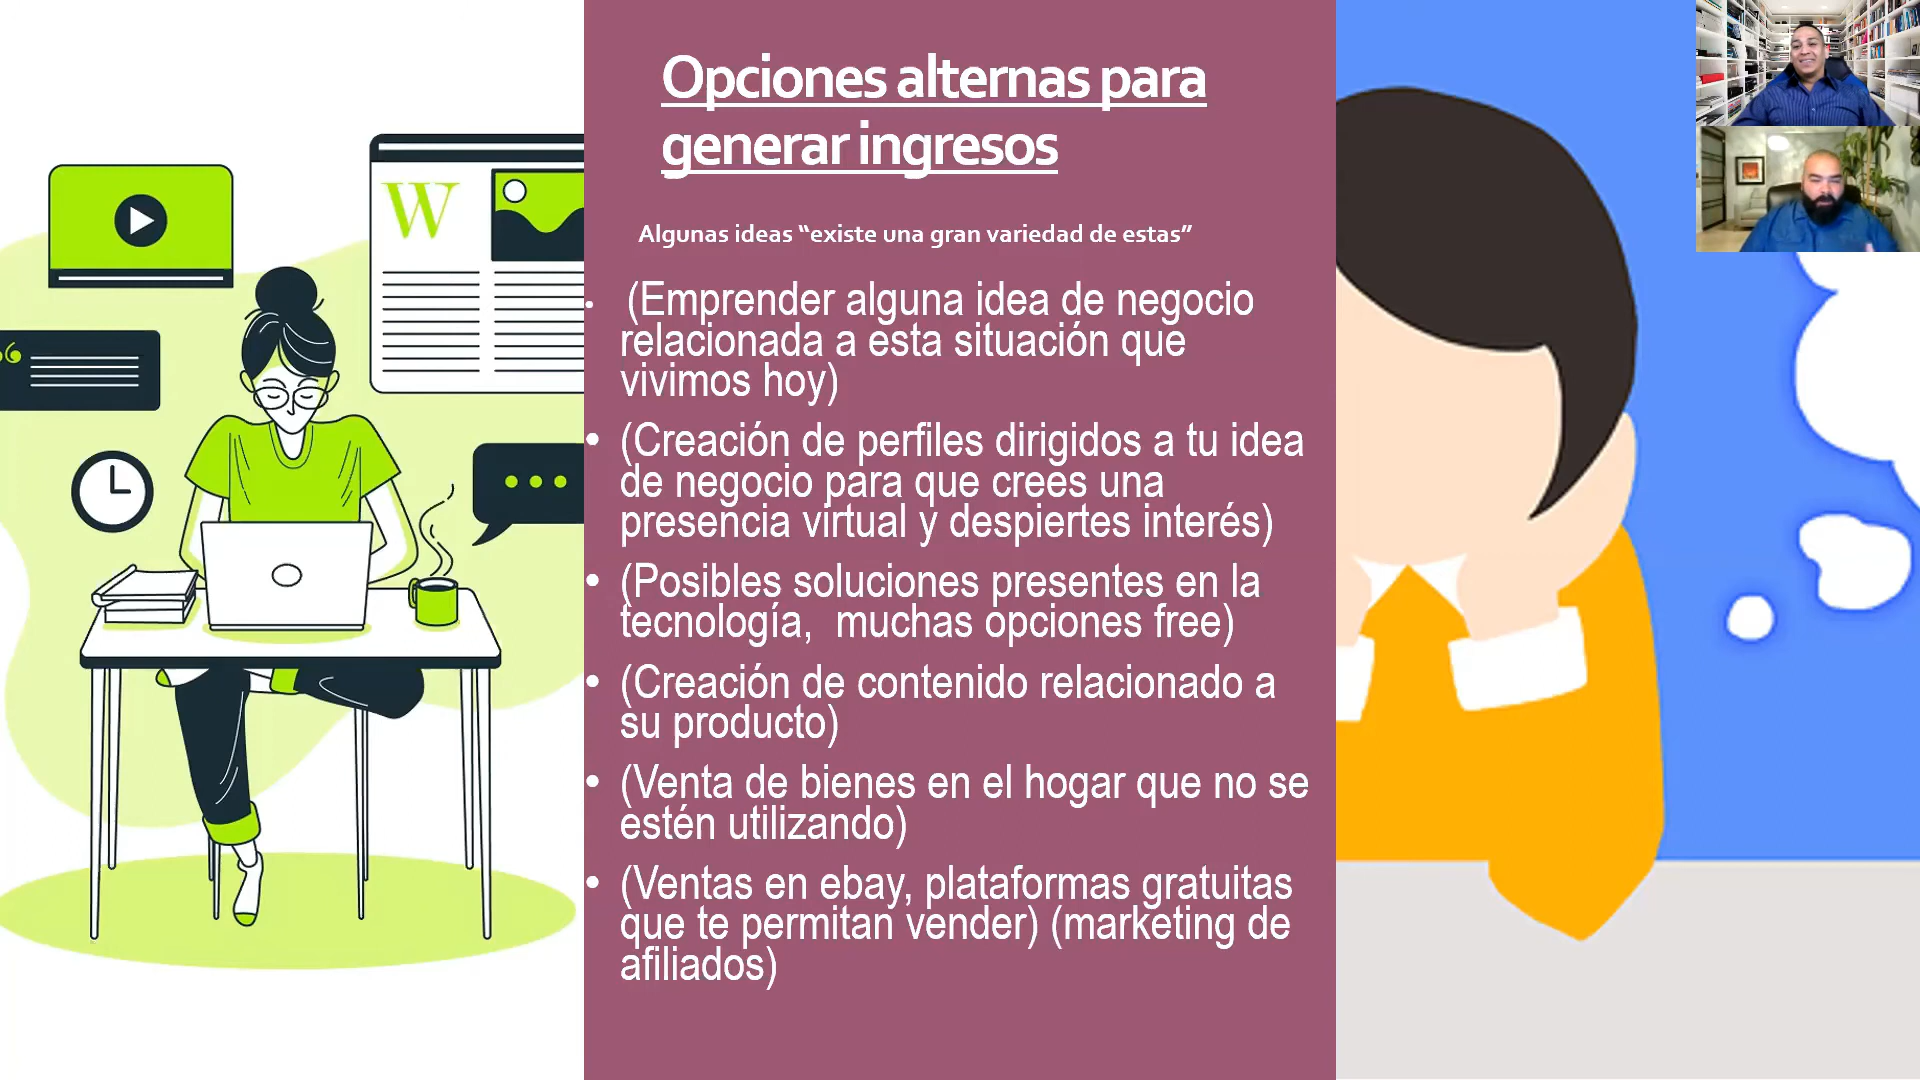 Opciones alternas para
generar ingresos
Algunas ideas “existe una gran variedad de estas”
• (Emprender alguna idea de negocio
relacionada a esta situación que
vivimos hoy)
• (Creación de perfiles dirigidos a tu idea
de negocio para que crees una
presencia virtual y despiertes interés)
• (Posibles soluciones presentes en la
tecnología,  muchas opciones free)
• (Creación de contenido relacionado a
su producto)
• (Venta de bienes en el hogar que no se
estén utilizando)
• (Ventas en ebay, plataformas gratuitas
que te permitan vender) (marketing de
afiliados)
W